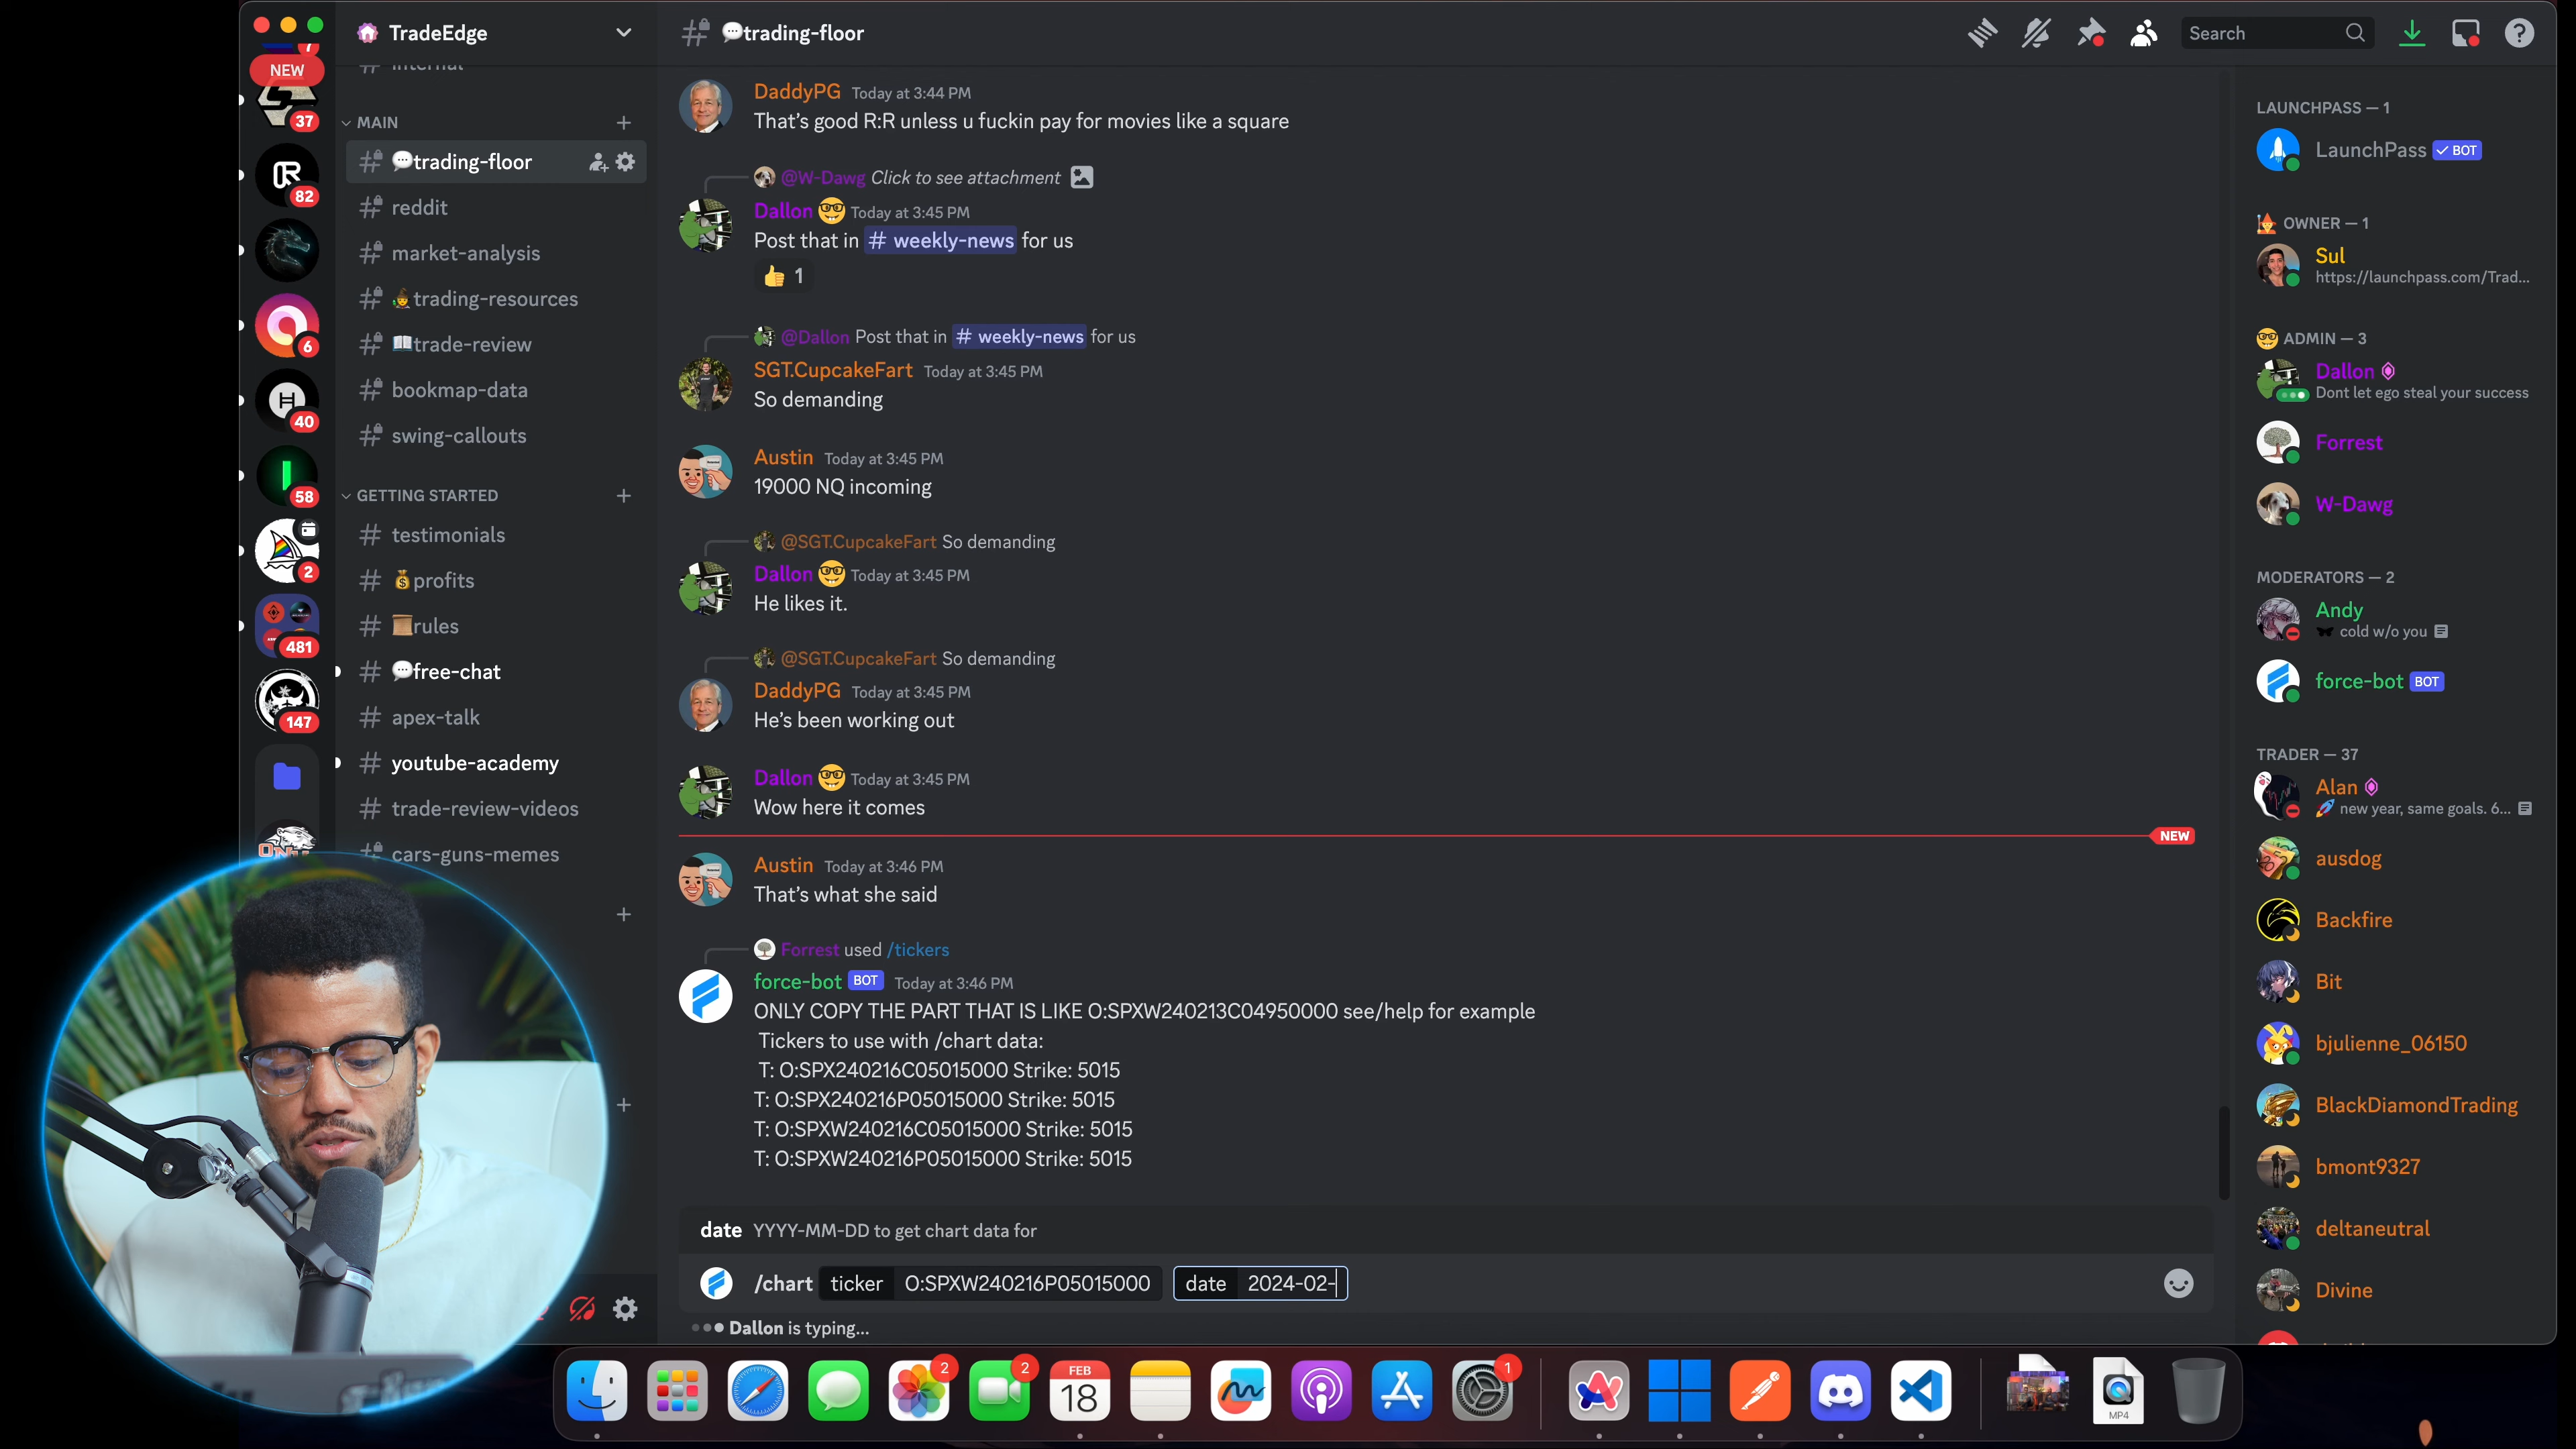 TradeEdge
💬trading-floor
Search
7
NEW
37
82
6
40
58
2
481
147
internal
MAIN
💬trading-floor
reddit
market-analysis
trading-resources
📖trade-review
bookmap-data
swing-callouts
GETTING STARTED
testimonials
💰profits
📜rules
💬free-chat
apex-talk
youtube-academy
trade-review-videos
cars-guns-memes
DaddyPG Today at 3:44 PM
That's good R:R unless u fuckin pay for movies like a square
@W-Dawg Click to see attachment
Dallon 🤓 Today at 3:45 PM
Post that in # weekly-news for us
👍 1
@Dallon Post that in # weekly-news for us
SGT.CupcakeFart Today at 3:45 PM
So demanding
Austin Today at 3:45 PM
19000 NQ incoming
@SGT.CupcakeFart So demanding
Dallon 🤓 Today at 3:45 PM
He likes it.
@SGT.CupcakeFart So demanding
DaddyPG Today at 3:45 PM
He's been working out
Dallon 🤓 Today at 3:45 PM
Wow here it comes
NEW
Austin Today at 3:46 PM
That's what she said
Forrest used /tickers
force-bot BOT Today at 3:46 PM
ONLY COPY THE PART THAT IS LIKE O:SPXW240213C04950000 see/help for example
Tickers to use with /chart data:
T: O:SPX240216C05015000 Strike: 5015
T: O:SPX240216P05015000 Strike: 5015
T: O:SPXW240216C05015000 Strike: 5015
T: O:SPXW240216P05015000 Strike: 5015
date YYYY-MM-DD to get chart data for
/chart ticker O:SPXW240216P05015000 date 2024-02-
Dallon is typing...
LAUNCHPASS — 1
LaunchPass ✓ BOT
OWNER — 1
Sul
https://launchpass.com/Trad...
🤓 ADMIN — 3
Dallon
Dont let ego steal your success
Forrest
W-Dawg
MODERATORS — 2
Andy
cold w/o you
force-bot BOT
TRADER — 37
Alan
🚀 new year, same goals. 6...
ausdog
Backfire
Bit
bjulienne_06150
BlackDiamondTrading
bmont9327
deltaneutral
Divine
2
2
FEB
18
1
MP4